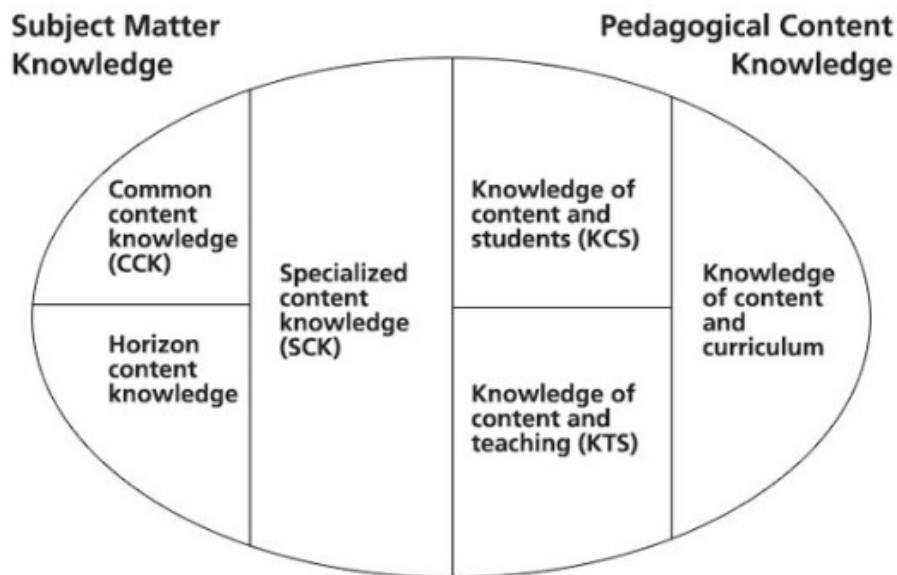 Subject Matter
Knowledge
Pedagogical Content
Knowledge
Common
content
knowledge
(CCK)
Horizon
content
knowledge
Specialized
content
knowledge
(SCK)
Knowledge of
content and
students (KCS)
Knowledge of
content and
teaching (KTS)
Knowledge
of content
and
curriculum